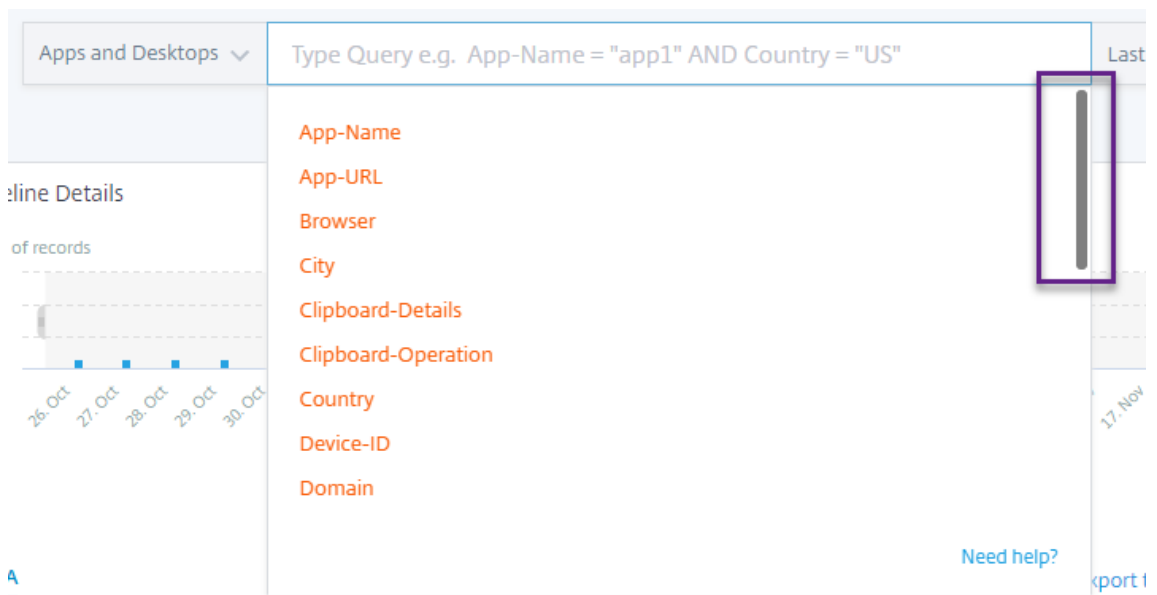 Apps and Desktops
Type Query e.g. App-Name = "app1" AND Country = "US"
Last
App-Name
App-URL
Browser
City
Clipboard-Details
Clipboard-Operation
Country
Device-ID
Domain
Need help?
eline Details
of records
26. Oct
27. Oct
28. Oct
29. Oct
30. Oct
17. Nov
A
xport t